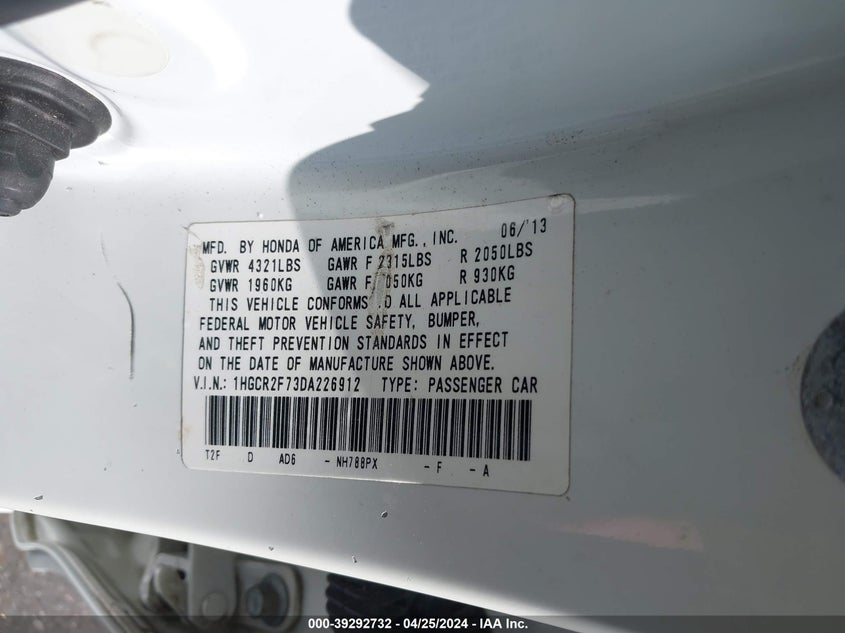 MFD. BY HONDA OF AMERICA MFG., INC. 06/'13
GVWR 4321LBS GAWR F 2315LBS R 2050LBS
GVWR 1960KG GAWR F 050KG R 930KG
THIS VEHICLE CONFORMS O ALL APPLICABLE
FEDERAL MOTOR VEHICLE SAFETY, BUMPER,
AND THEFT PREVENTION STANDARDS IN EFFECT
ON THE DATE OF MANUFACTURE SHOWN ABOVE.
V.I.N.: 1HGCR2F73DA226912 TYPE: PASSENGER CAR
T2F D AD6 - NH788PX - F - A
000-39292732 - 04/25/2024 - IAA Inc.